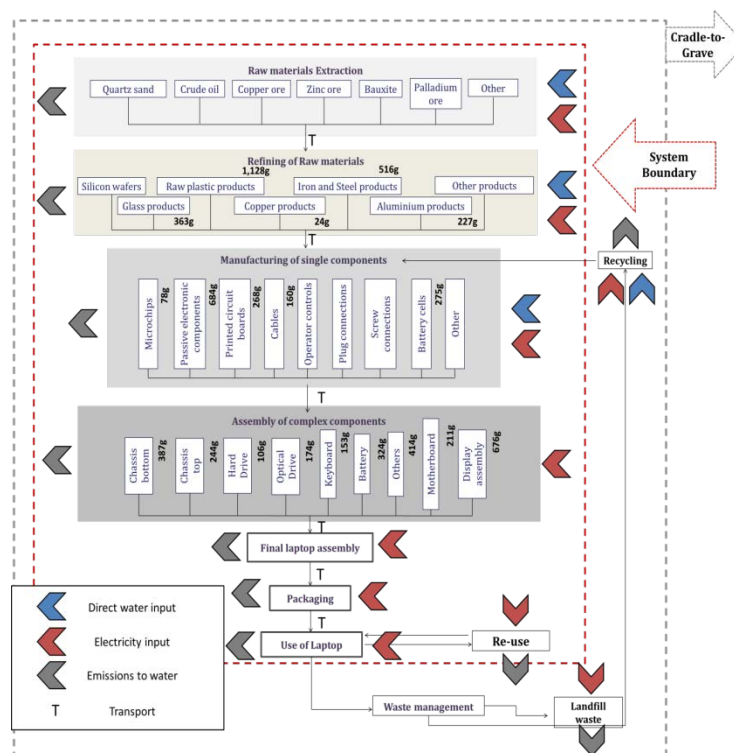 Cradle-to-
Grave
Raw materials Extraction
Quartz sand
Crude oil
Copper ore
Zinc ore
Bauxite
Palladium
ore
Other
T
System
Boundary
Refining of Raw materials
1,128g
516g
Silicon wafers
Raw plastic products
Iron and Steel products
Other products
Glass products
Copper products
Aluminium products
363g
24g
227g
T
Manufacturing of single components
Recycling
Microchips
78g
Passive electronic
components
684g
Printed circuit
boards
268g
Cables
160g
Operator controls
Plug connections
Screw
connections
Battery cells
275g
Other
T
Assembly of complex components
Chassis
bottom
387g
Chassis
top
244g
Hard
Drive
106g
Optical
Drive
174g
Keyboard
153g
Battery
324g
Others
414g
Motherboard
211g
Display
assembly
676g
T
Final laptop assembly
T
Packaging
T
Use of Laptop
Re-use
Direct water input
Electricity input
Emissions to water
T
Transport
Waste management
Landfill
waste